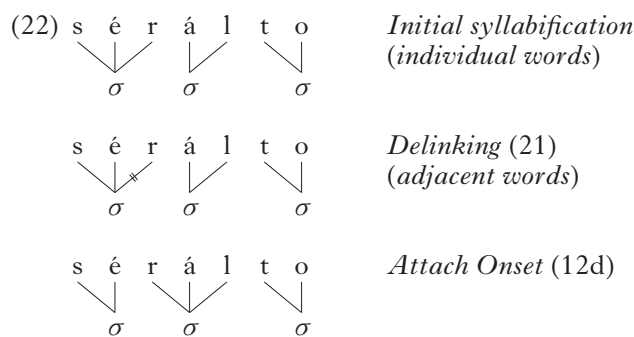 (22) s é r á l t o Initial syllabification
(individual words)
σ σ σ
s é r á l t o Delinking (21)
(adjacent words)
σ σ σ
s é r á l t o Attach Onset (12d)
σ σ σ